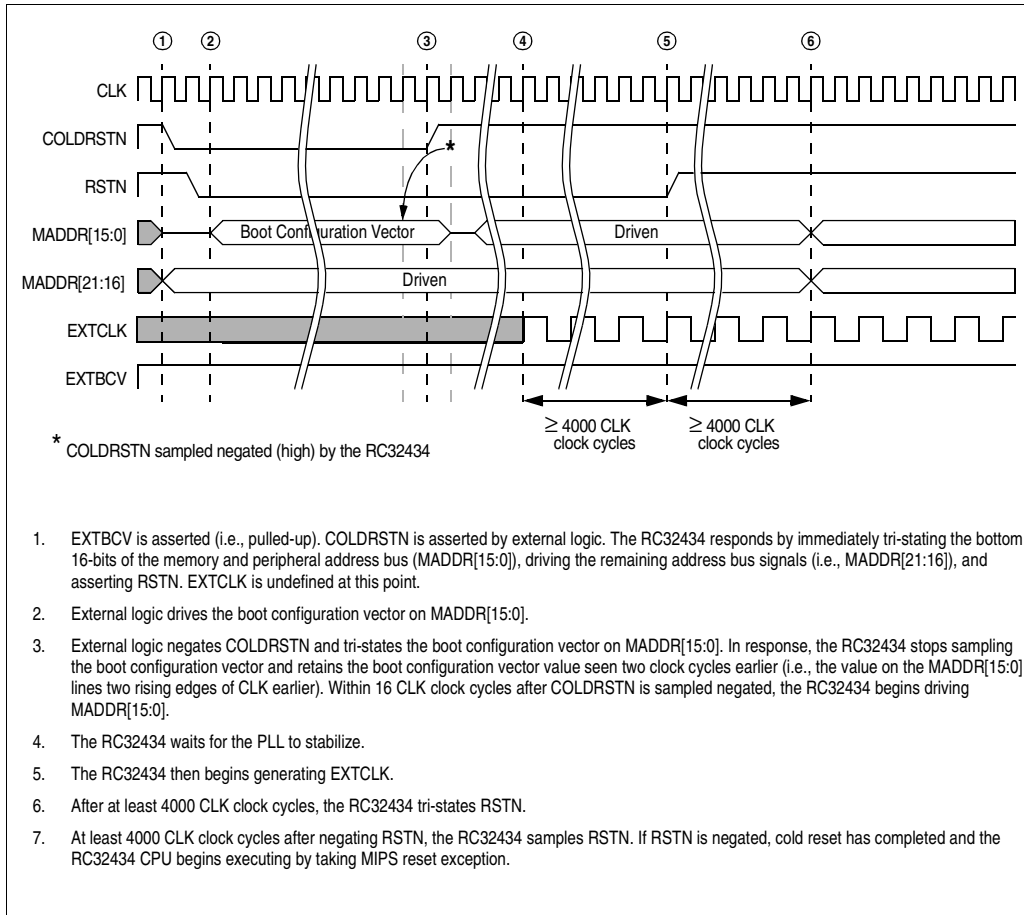 1 2 3 4 5 6
CLK
COLDRSTN
*
RSTN
MADDR[15:0] Boot Configuration Vector Driven
MADDR[21:16] Driven
EXTCLK
EXTBCV
≥ 4000 CLK ≥ 4000 CLK
clock cycles clock cycles
* COLDRSTN sampled negated (high) by the RC32434
1. EXTBCV is asserted (i.e., pulled-up). COLDRSTN is asserted by external logic. The RC32434 responds by immediately tri-stating the bottom
16-bits of the memory and peripheral address bus (MADDR[15:0]), driving the remaining address bus signals (i.e., MADDR[21:16]), and
asserting RSTN. EXTCLK is undefined at this point.
2. External logic drives the boot configuration vector on MADDR[15:0].
3. External logic negates COLDRSTN and tri-states the boot configuration vector on MADDR[15:0]. In response, the RC32434 stops sampling
the boot configuration vector and retains the boot configuration vector value seen two clock cycles earlier (i.e., the value on the MADDR[15:0]
lines two rising edges of CLK earlier). Within 16 CLK clock cycles after COLDRSTN is sampled negated, the RC32434 begins driving
MADDR[15:0].
4. The RC32434 waits for the PLL to stabilize.
5. The RC32434 then begins generating EXTCLK.
6. After at least 4000 CLK clock cycles, the RC32434 tri-states RSTN.
7. At least 4000 CLK clock cycles after negating RSTN, the RC32434 samples RSTN. If RSTN is negated, cold reset has completed and the
RC32434 CPU begins executing by taking MIPS reset exception.